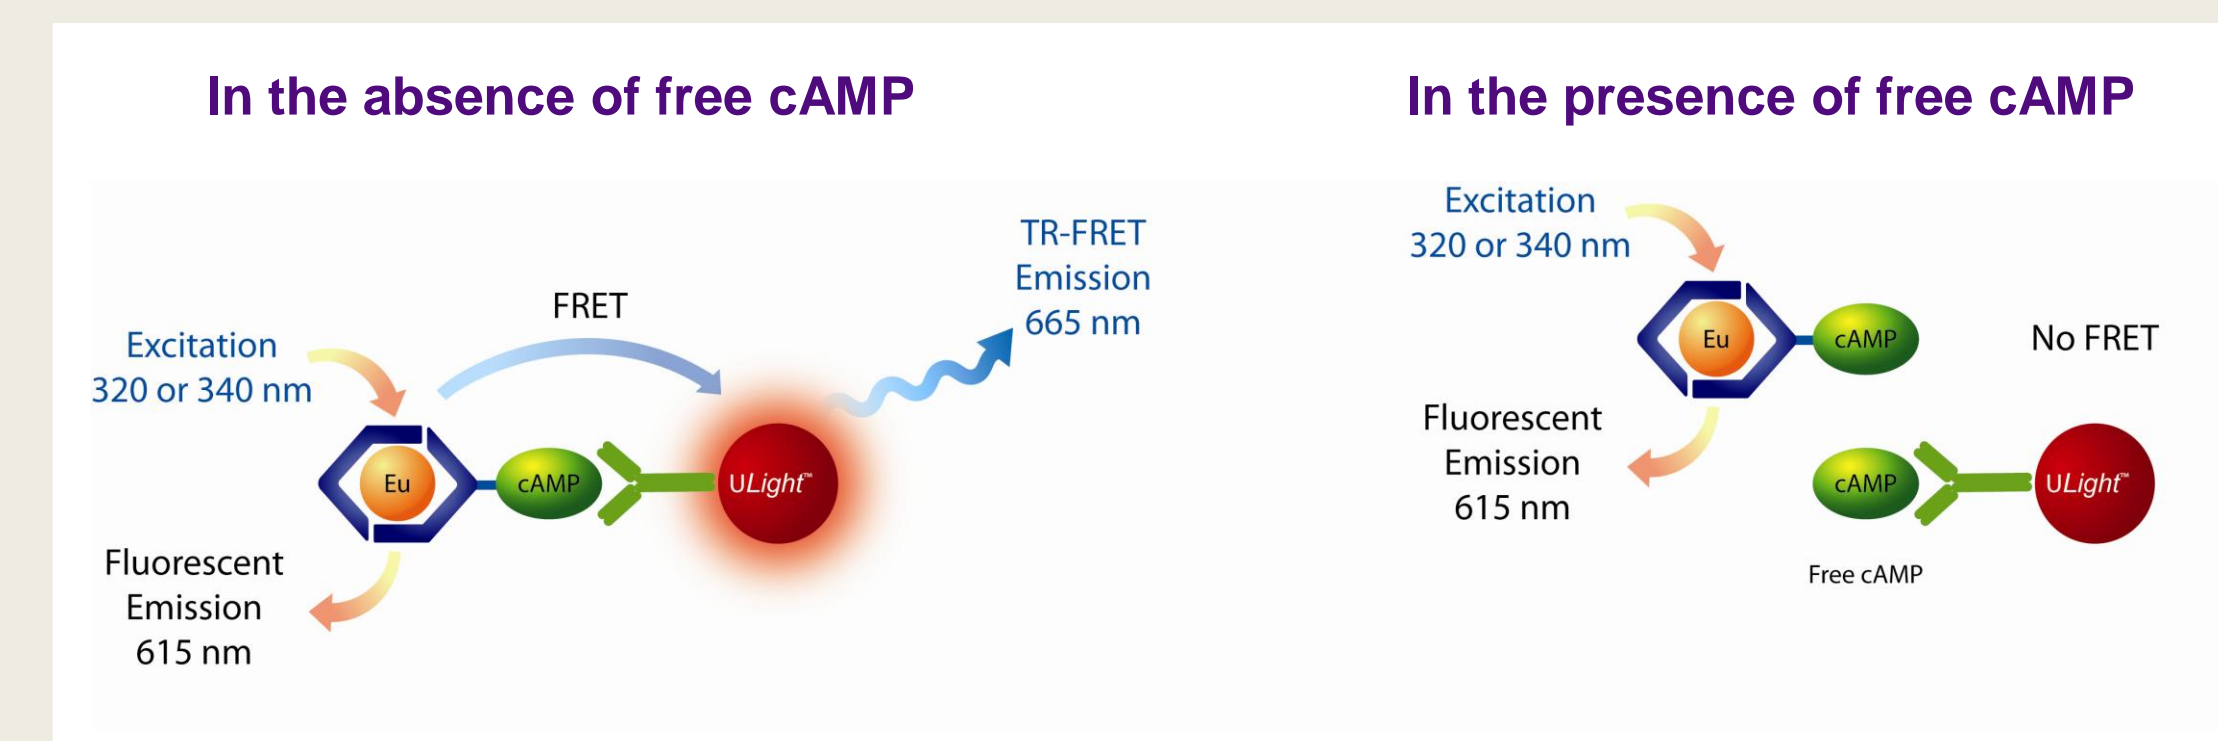 In the absence of free cAMP
TR-FRET
Emission
665 nm
FRET
Excitation
320 or 340 nm
Eu
cAMP
ULight™
Fluorescent
Emission
615 nm
In the presence of free cAMP
Excitation
320 or 340 nm
Eu
cAMP
No FRET
Fluorescent
Emission
615 nm
cAMP
ULight™
Free cAMP